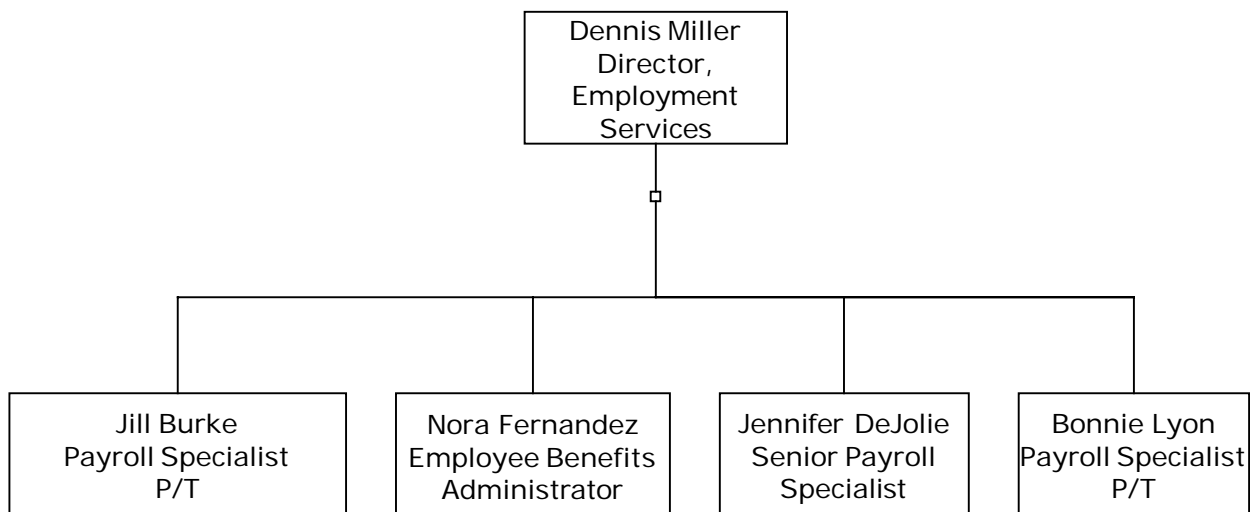 Dennis Miller
Director,
Employment
Services
Jill Burke
Payroll Specialist
P/T
Nora Fernandez
Employee Benefits
Administrator
Jennifer DeJolie
Senior Payroll
Specialist
Bonnie Lyon
Payroll Specialist
P/T